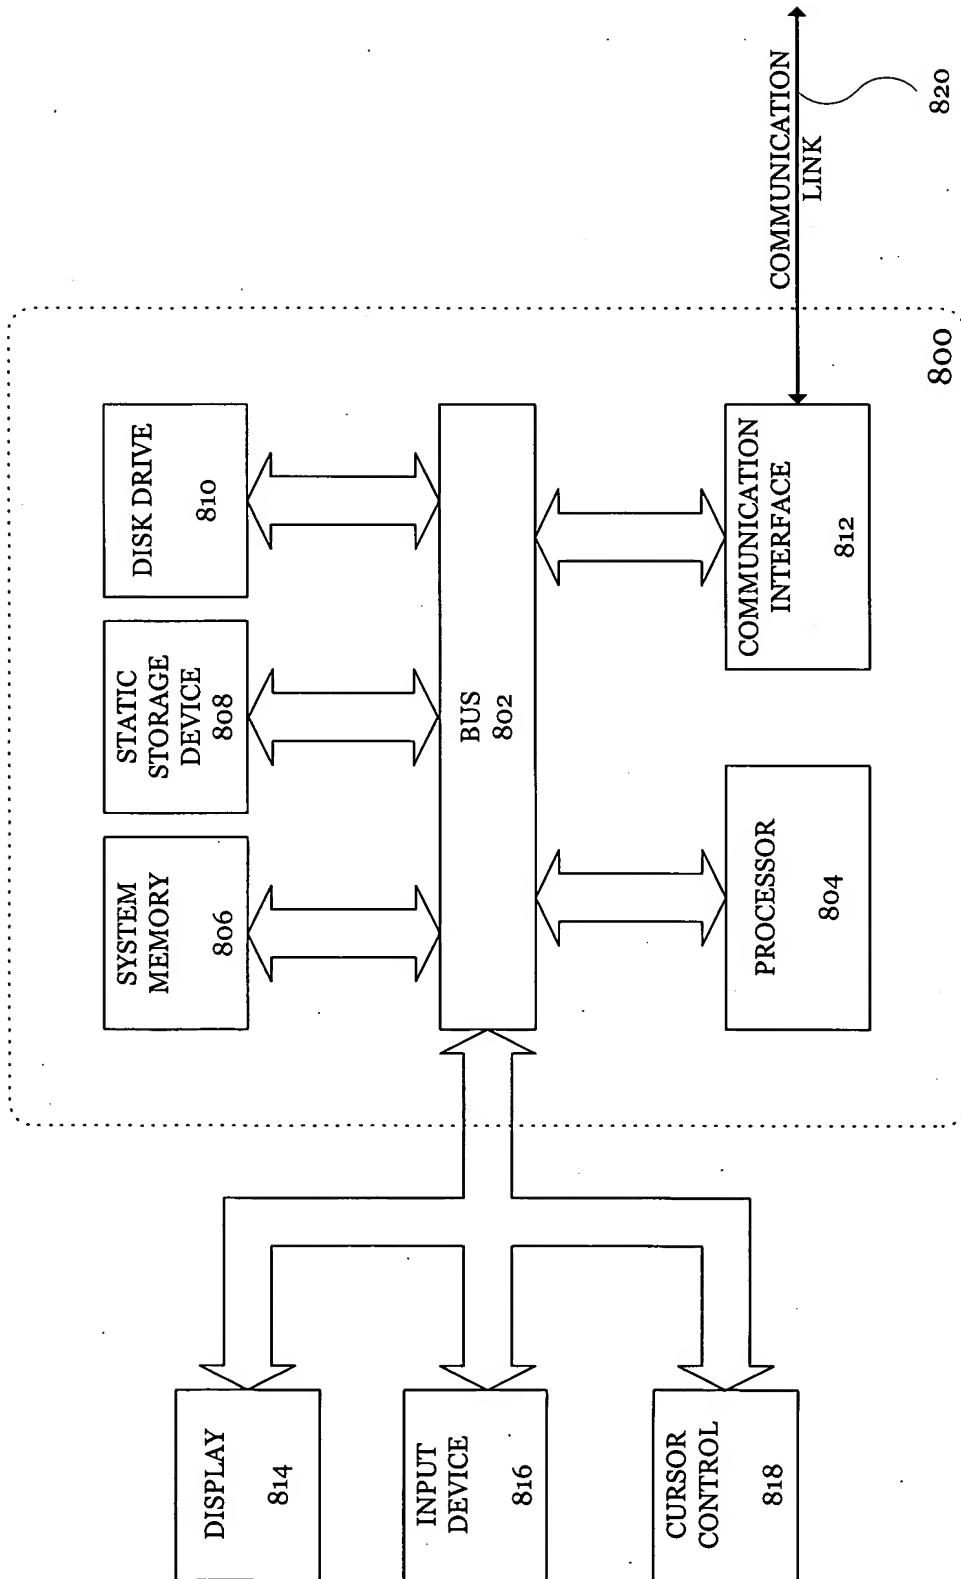 DISPLAY
814
INPUT
DEVICE
816
CURSOR
CONTROL
818
SYSTEM
MEMORY
806
STATIC
STORAGE
DEVICE
808
DISK DRIVE
810
BUS
802
PROCESSOR
804
COMMUNICATION
INTERFACE
812
800
COMMUNICATION
LINK
820